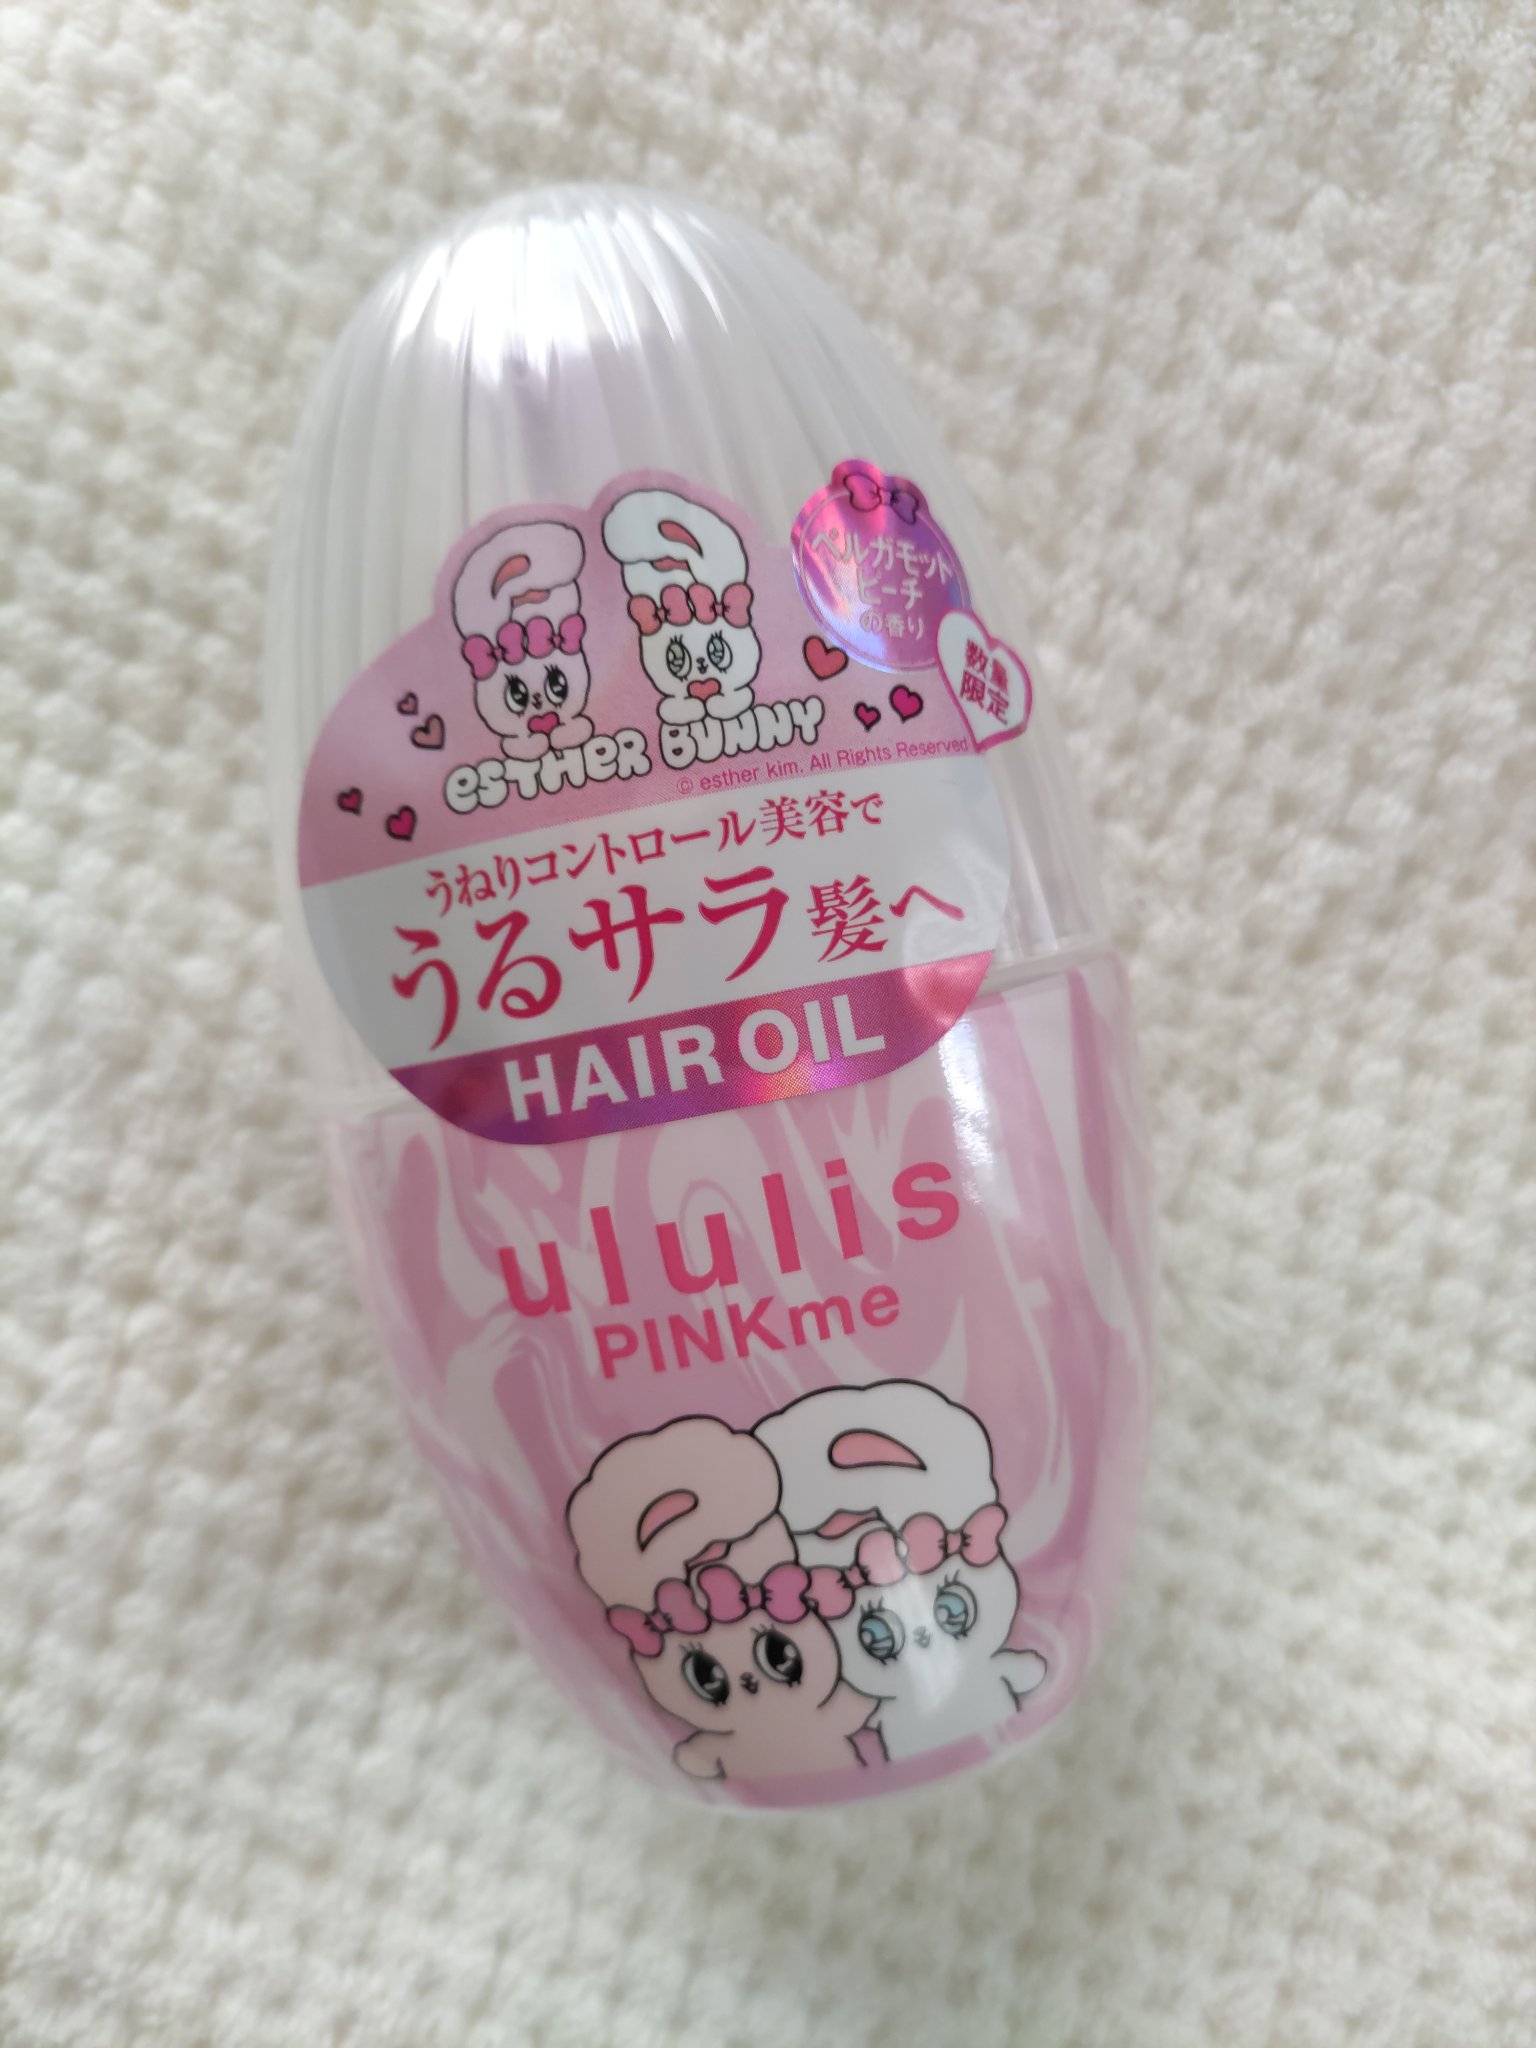 ベルガモット
ピーチ
の香り
数量
限定
esTHeR BUNNY
© esther kim. All Rights Reserved
うねりコントロール美容で
うるサラ髪へ
HAIR OIL
ululis
PINKme